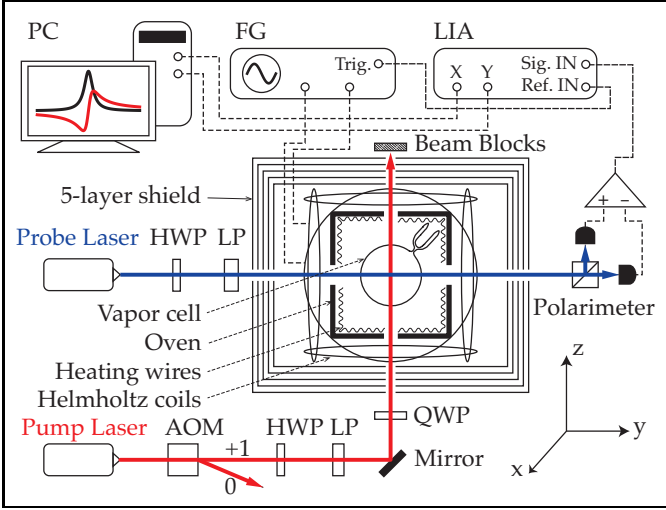 PC
FG
LIA
Trig.
X Y
Sig. IN
Ref. IN
Beam Blocks
5-layer shield
+ −
Probe Laser
HWP LP
Polarimeter
Vapor cell
Oven
Heating wires
Helmholtz coils
QWP
Pump Laser
AOM
HWP LP
+1
0
Mirror
z
y
x